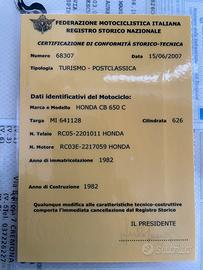 FEDERAZIONE MOTOCICLISTICA ITALIANA
REGISTRO STORICO NAZIONALE
CERTIFICAZIONE DI CONFORMITÀ STORICO-TECNICA
Numero 68307 Data 15/06/2007
Tipologia TURISMO - POSTCLASSICA
Dati identificativi del Motociclo:
Marca e Modello HONDA CB 650 C
Targa MI 641128 Cilindrata 626
N. Telaio RC05-2201011 HONDA
N. Motore RC03E-2217059 HONDA
Anno di immatricolazione 1982
Anno di Costruzione 1982
Qualunque modifica alle caratteristiche tecnico-costruttive
comporta l'immediata cancellazione dal Registro Storico
IL PRESIDENTE